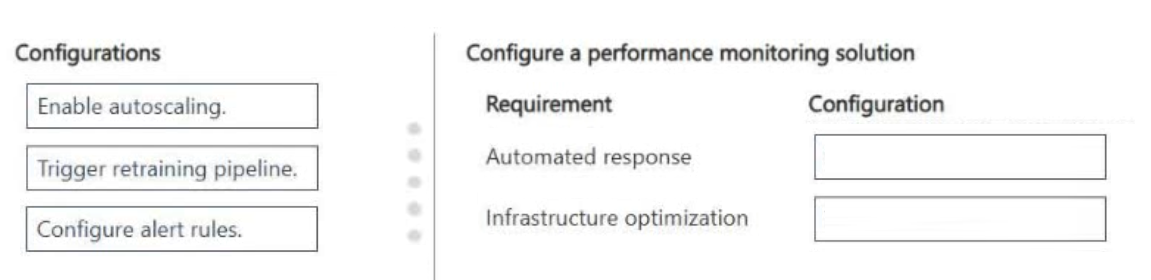 Configurations
Enable autoscaling.
Trigger retraining pipeline.
Configure alert rules.
Configure a performance monitoring solution
Requirement Configuration
Automated response
Infrastructure optimization